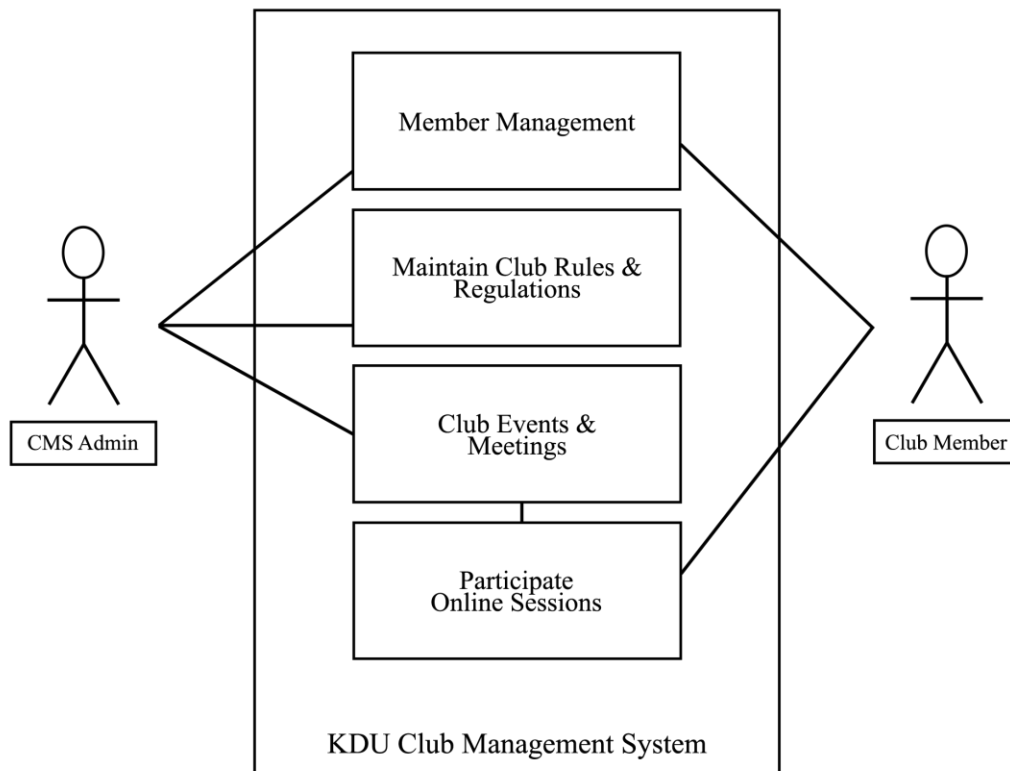 Member Management
Maintain Club Rules &
Regulations
CMS Admin
Club Events &
Meetings
Club Member
Participate
Online Sessions
KDU Club Management System